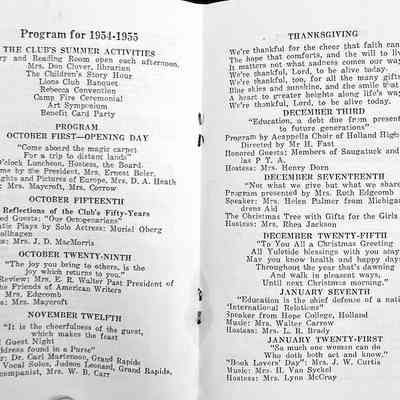 Program for 1954-1955
THE CLUB'S SUMMER ACTIVITIES
and Reading Room open each afternoon,
Mrs. Don Clover, librarian
The Children's Story Hour
Lions Club Banquet
Rebecca Convention
Camp Fire Ceremonial
Art Symposium
Benefit Card Party
PROGRAM
OCTOBER FIRST—OPENING DAY
"Come aboard the magic carpet
For a trip to distant lands"
o'clock Luncheon, Hostess, the Board.
by the President, Mrs. Ernest Beler,
and Pictures of Europe, Mrs. D. A. Heath
Mrs. Maycroft, Mrs. Corrow
OCTOBER FIFTEENTH
Reflections of the Club's Fifty-Years
Guests: "Our Octogenarians"
Plays by Solo Actress: Muriel Oberg
Mrs. J. D. MacMorris
OCTOBER TWENTY-NINTH
"The joy you bring to others, is the
joy which returns to you."
Review: Mrs. E. R. Walter Past President of
the Friends of American Writers
Mrs. Edgcomb
Mrs. Maycroft
NOVEMBER TWELFTH
"It is the cheerfulness of the guest,
which makes the feast
Guest Night
found in a Purse"
Dr. Carl Marteenon, Grand Rapids
Vocal Solos, Judson Leonard, Grand Rapids,
Mrs. W. B. Carr
THANKSGIVING
We're thankful for the cheer that faith can
The hope that comforts, and the will to live
It matters not what sadness comes our way
We're thankful, Lord, to be alive today.
We're thankful, too, for all the many gifts
Blue skies and sunshine, and the smile that
A heart to greater heights along life's way
We're thankful, Lord, to be alive today.
DECEMBER THIRD
"Education, a debt due from present
to future generations"
Program by Acappella Choir of Holland High
Directed by Mr H. Fast
Honored Guests: Members of Saugatuck and
las P T A.
Hostess: Mrs. Henry Dorn
DECEMBER SEVENTEENTH
"Not what we give but what we share
Program presented by Mrs. Ruth Edgcomb
Speaker: Mrs. Helen Palmer from Michigan
drens Aid
The Christmas Tree with Gifts for the Girls
Hostess: Mrs. Rhea Jackson
DECEMBER TWENTY-FIFTH
"To You All a Christmas Greeting
All Yuletide blessings with you stay
May you know health and happy days
Throughout the year that's dawning
And walk in pleasant ways,
Until next Christmas morning."
JANUARY SEVENTH
"Education is the chief defense of a nation
"International Relations"
Speaker from Hope College, Holland
Music: Mrs. Walter Carrow
Hostess: Mrs. L. R. Brady
JANUARY TWENTY-FIRST
"So much one woman can do
Who doth both act and know."
"Book Lovers' Day": Mrs. J. W. Curtis
Music: Mrs. H. Van Syckel
Hostess: Mrs. Lynn McCray